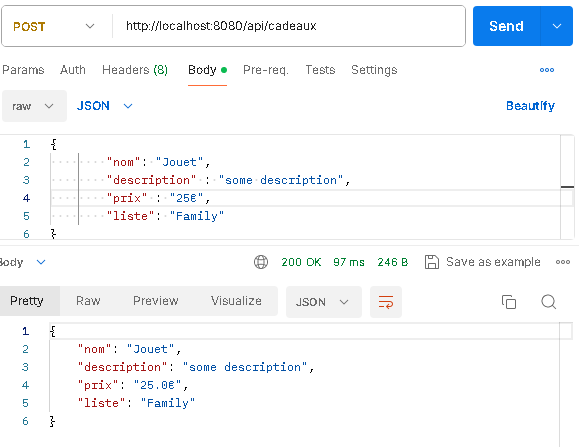 POST http://localhost:8080/api/cadeaux Send
Params Auth Headers (8) Body Pre-req. Tests Settings
raw JSON Beautify
1 {
2 "nom": "Jouet",
3 "description" : "some description",
4 "prix" : "25€",
5 "liste": "Family"
6 }
Body 200 OK 97 ms 246 B Save as example
Pretty Raw Preview Visualize JSON
1 {
2 "nom": "Jouet",
3 "description": "some description",
4 "prix": "25.0€",
5 "liste": "Family"
6 }